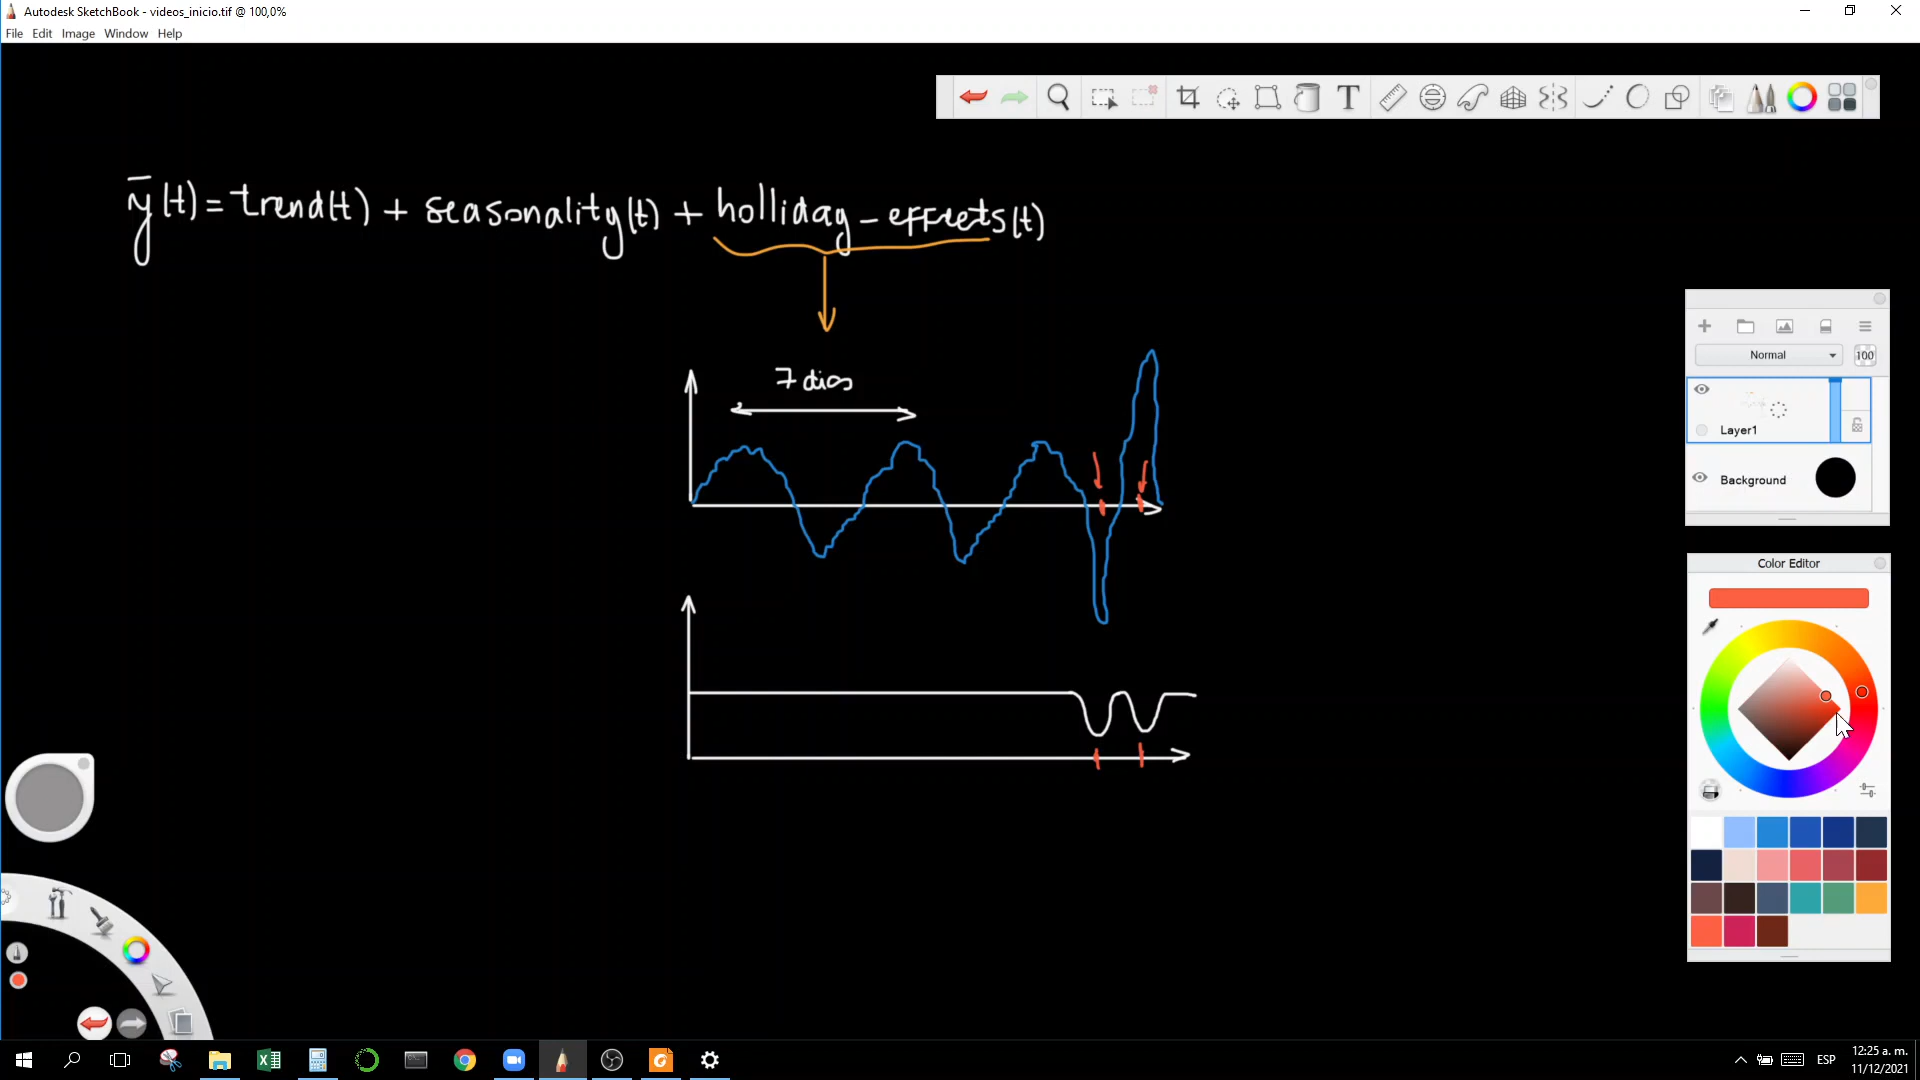 Autodesk SketchBook - videos_inicio.tif @ 100,0%
File Edit Image Window Help
T
y̅(t) = trend(t) + seasonality(t) + holliday-effects(t)
7 dias
Normal
100
Layer1
Background
Color Editor
ESP
12:25 a. m.
11/12/2021